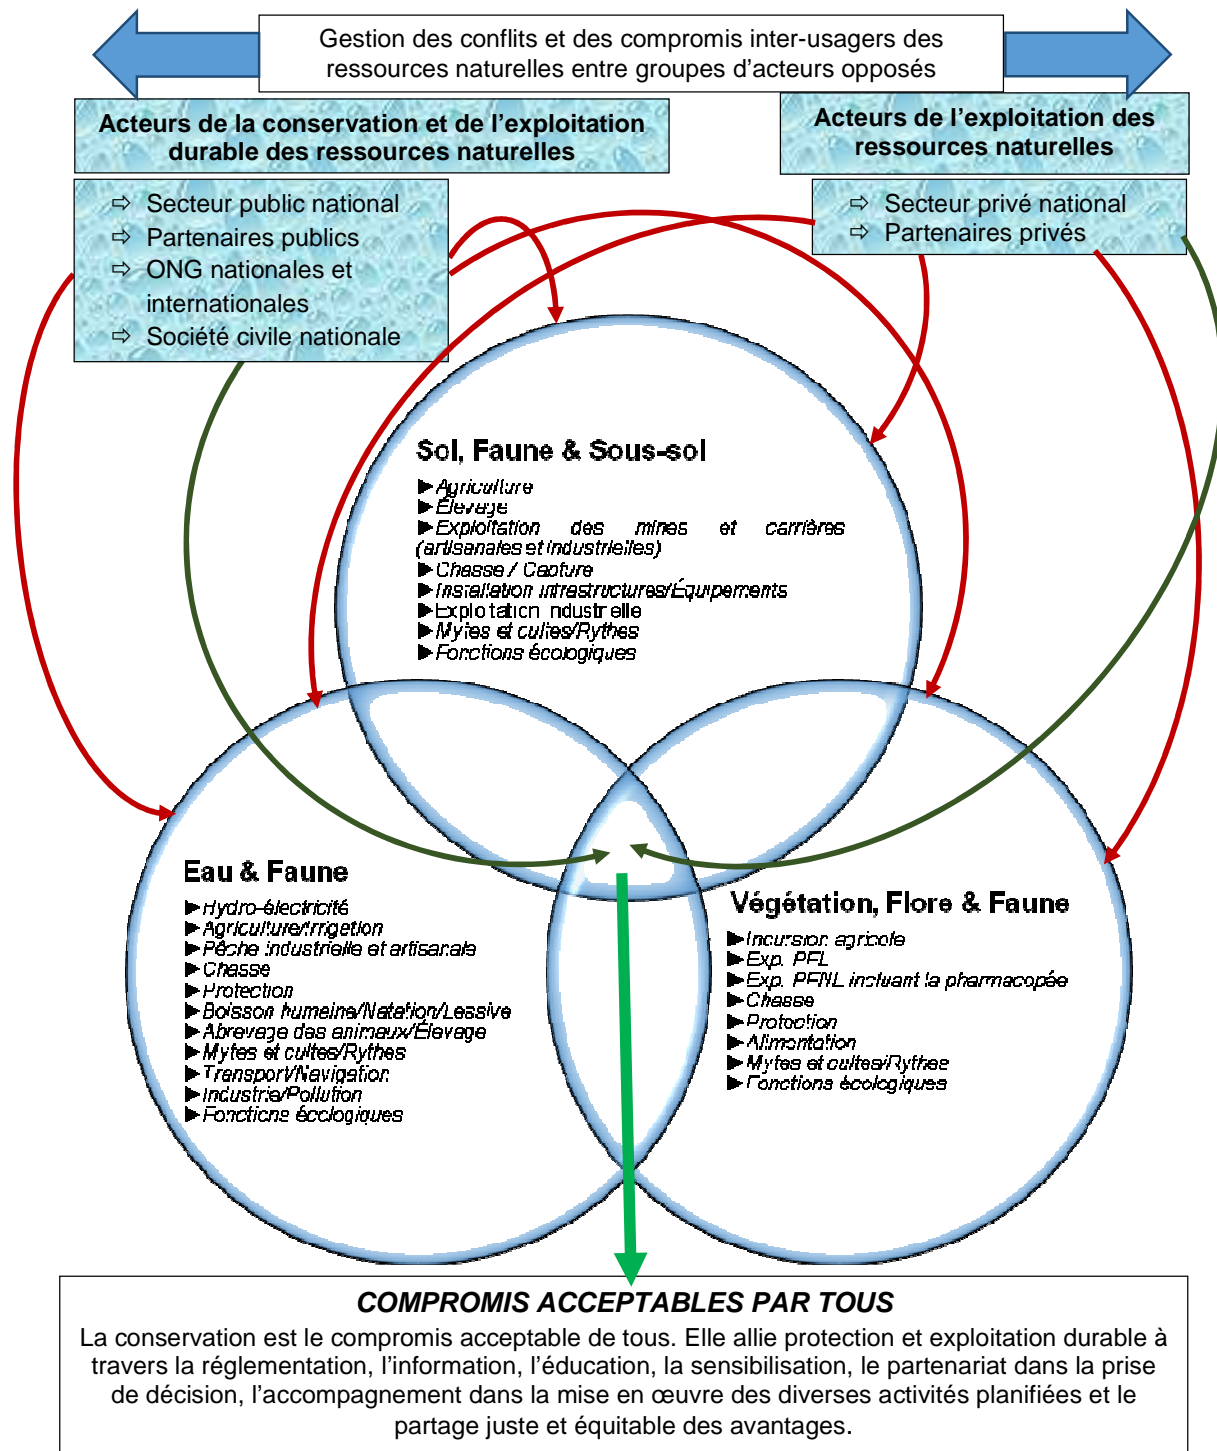 Gestion des conflits et des compromis inter-usagers des
ressources naturelles entre groupes d’acteurs opposés
Acteurs de la conservation et de l’exploitation
durable des ressources naturelles
Acteurs de l’exploitation des
ressources naturelles
⇨ Secteur public national
⇨ Partenaires publics
⇨ ONG nationales et
internationales
⇨ Société civile nationale
⇨ Secteur privé national
⇨ Partenaires privés
Sol, Faune & Sous-sol
►Agriculture
►Élevage
►Exploitation des mines et carrières
(artisanales et industrielles)
►Chasse / Capture
►Installation infrastructures/Équipements
►Exploitation industrielle
►Mytes et cultes/Rythes
►Fonctions écologiques
Eau & Faune
►Hydro-électricité
►Agriculture/Irrigation
►Pêche industrielle et artisanale
►Chasse
►Protection
►Boisson humaine/Natation/Lessive
►Abrevage des animaux/Élevage
►Mytes et cultes/Rythes
►Transport/Navigation
►Industrie/Pollution
►Fonctions écologiques
Végétation, Flore & Faune
►Incursion agricole
►Exp. PFL
►Exp. PFNL incluant la pharmacopée
►Chasse
►Protection
►Alimentation
►Mytes et cultes/Rythes
►Fonctions écologiques
COMPROMIS ACCEPTABLES PAR TOUS
La conservation est le compromis acceptable de tous. Elle allie protection et exploitation durable à
travers la réglementation, l’information, l’éducation, la sensibilisation, le partenariat dans la prise
de décision, l’accompagnement dans la mise en œuvre des diverses activités planifiées et le
partage juste et équitable des avantages.